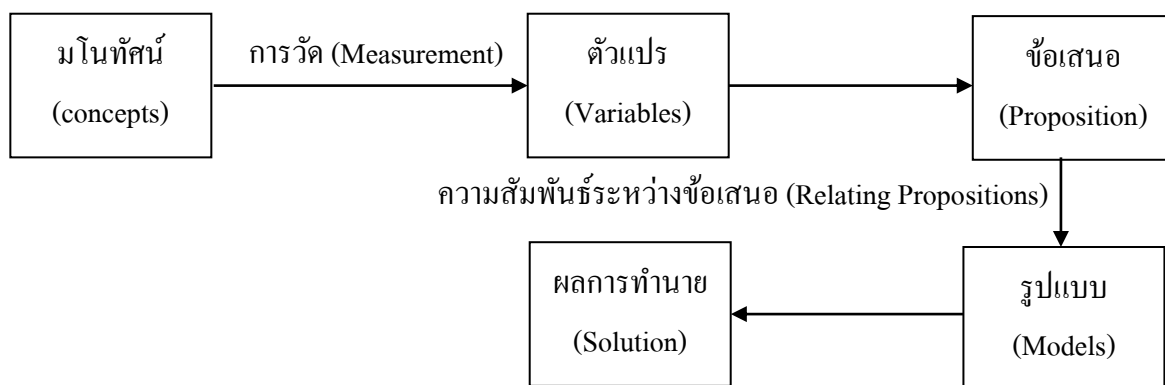 มโนทัศน์
(concepts)
การวัด (Measurement)
ตัวแปร
(Variables)
ข้อเสนอ
(Proposition)
ความสัมพันธ์ระหว่างข้อเสนอ (Relating Propositions)
รูปแบบ
(Models)
ผลการทำนาย
(Solution)